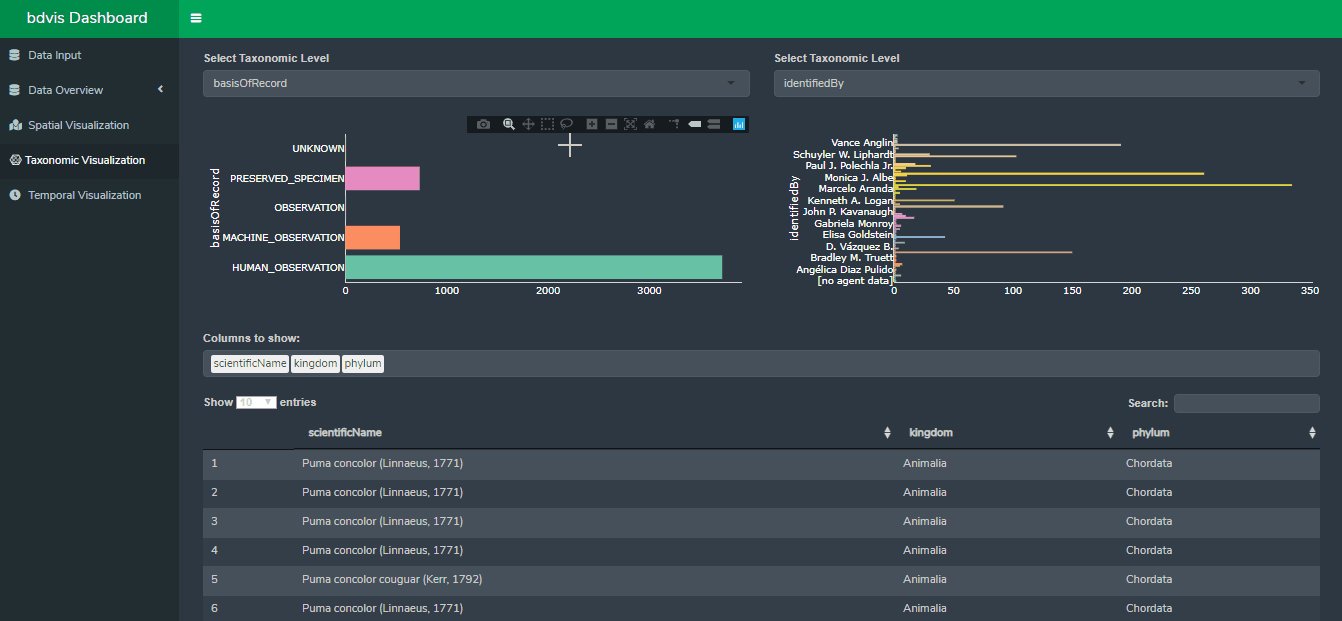 bdvis Dashboard
Data Input
Data Overview
Spatial Visualization
Taxonomic Visualization
Temporal Visualization
Select Taxonomic Level
basisOfRecord
basisOfRecord
UNKNOWN
PRESERVED_SPECIMEN
OBSERVATION
MACHINE_OBSERVATION
HUMAN_OBSERVATION
0 1000 2000 3000
Select Taxonomic Level
identifiedBy
identifiedBy
Vance Anglin
Schuyler W. Liphardt
Paul J. Polechla Jr.
Monica J. Albe
Marcelo Aranda
Kenneth A. Logan
John P. Kavanaugh
Gabriela Monroy
Elisa Goldstein
D. Vázquez B.
Bradley M. Truett
Angélica Diaz Pulido
[no agent data]
0 50 100 150 200 250 300 350
Columns to show:
scientificName kingdom phylum
Show 10 entries
Search:
scientificName kingdom phylum
1 Puma concolor (Linnaeus, 1771) Animalia Chordata
2 Puma concolor (Linnaeus, 1771) Animalia Chordata
3 Puma concolor (Linnaeus, 1771) Animalia Chordata
4 Puma concolor (Linnaeus, 1771) Animalia Chordata
5 Puma concolor couguar (Kerr, 1792) Animalia Chordata
6 Puma concolor (Linnaeus, 1771) Animalia Chordata